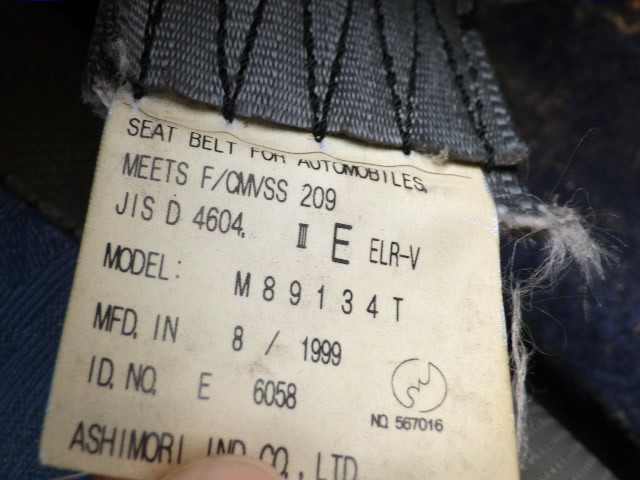 SEAT BELT FOR AUTOMOBILES.
MEETS F/CMVSS 209
JIS D 4604. Ⅲ E ELR-V
MODEL: M89134T
MFD. IN 8 / 1999
ID. NO. E 6058
NO. 567016
ASHIMORI IND CO., LTD